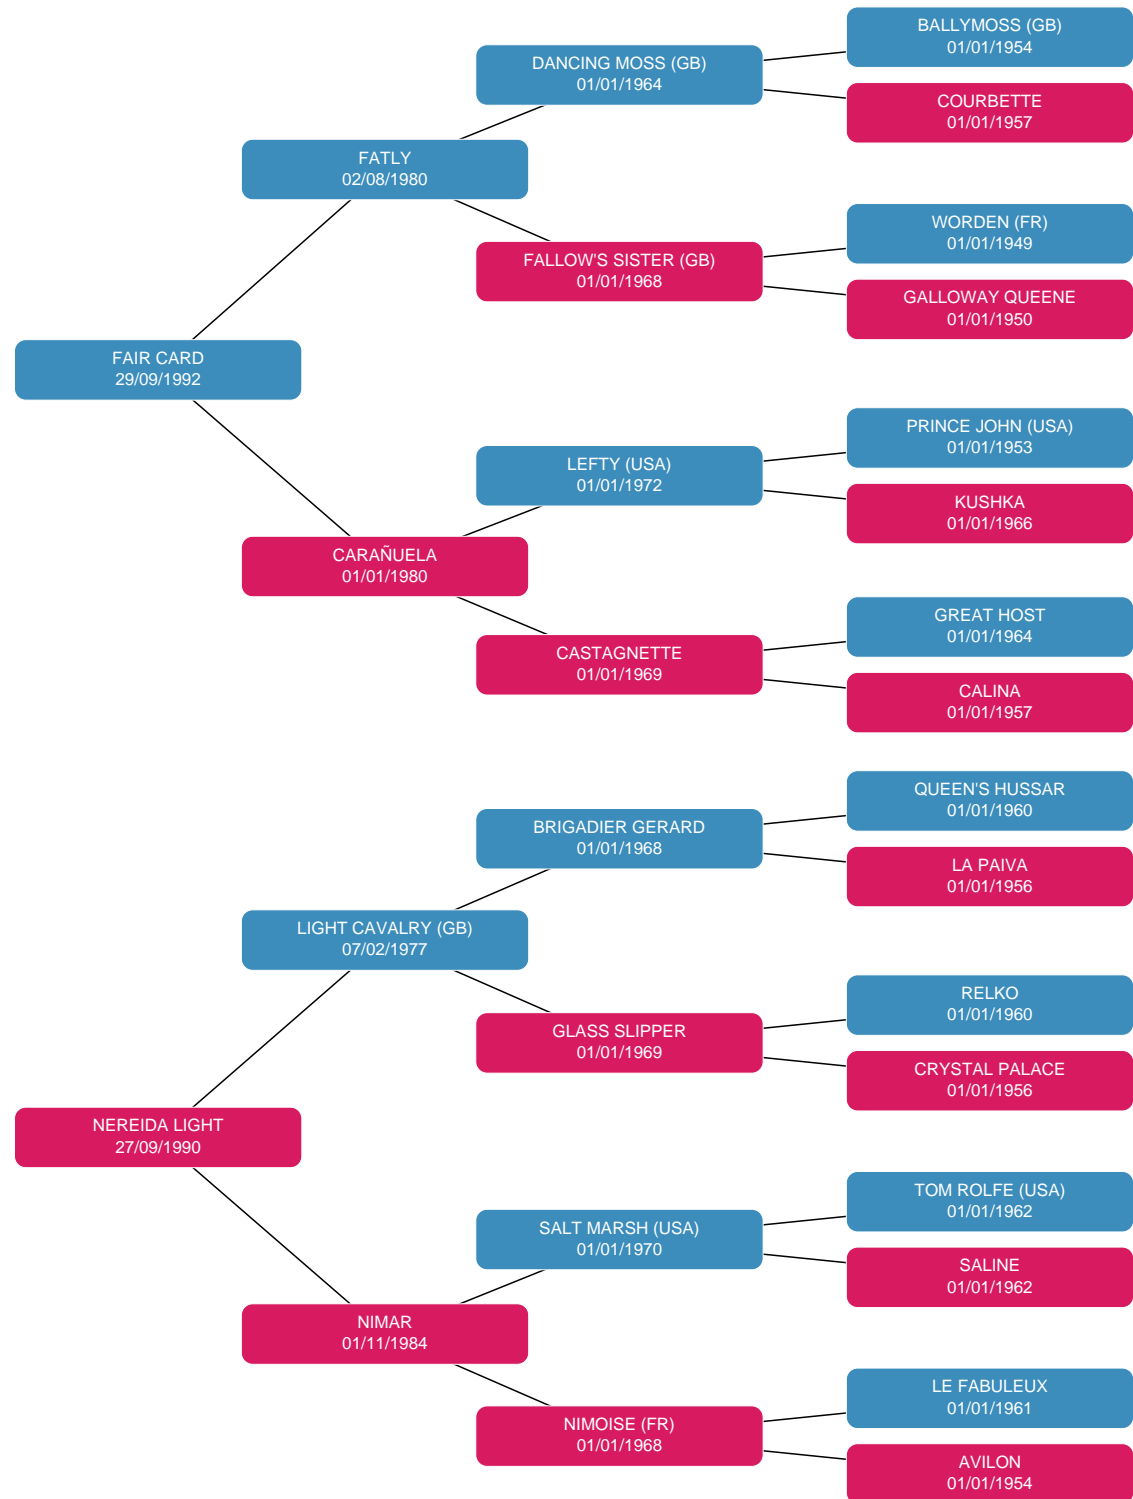 BALLYMOSS (GB)
01/01/1954
DANCING MOSS (GB)
01/01/1964
COURBETTE
01/01/1957
FATLY
02/08/1980
WORDEN (FR)
01/01/1949
FALLOW'S SISTER (GB)
01/01/1968
GALLOWAY QUEENE
01/01/1950
FAIR CARD
29/09/1992
PRINCE JOHN (USA)
01/01/1953
LEFTY (USA)
01/01/1972
KUSHKA
01/01/1966
CARAÑUELA
01/01/1980
GREAT HOST
01/01/1964
CASTAGNETTE
01/01/1969
CALINA
01/01/1957
QUEEN'S HUSSAR
01/01/1960
BRIGADIER GERARD
01/01/1968
LA PAIVA
01/01/1956
LIGHT CAVALRY (GB)
07/02/1977
RELKO
01/01/1960
GLASS SLIPPER
01/01/1969
CRYSTAL PALACE
01/01/1956
NEREIDA LIGHT
27/09/1990
TOM ROLFE (USA)
01/01/1962
SALT MARSH (USA)
01/01/1970
SALINE
01/01/1962
NIMAR
01/11/1984
LE FABULEUX
01/01/1961
NIMOISE (FR)
01/01/1968
AVILON
01/01/1954